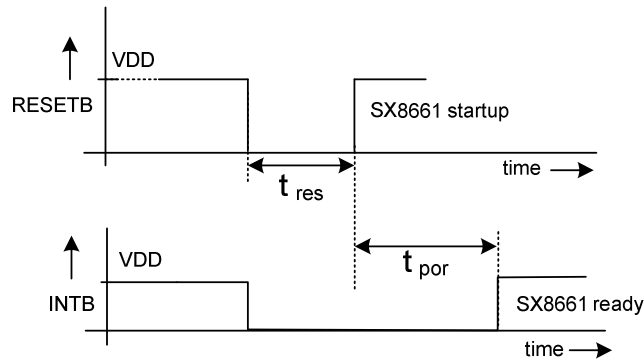 VDD
RESETB
SX8661 startup
time
t res
t por
VDD
INTB
SX8661 ready
time